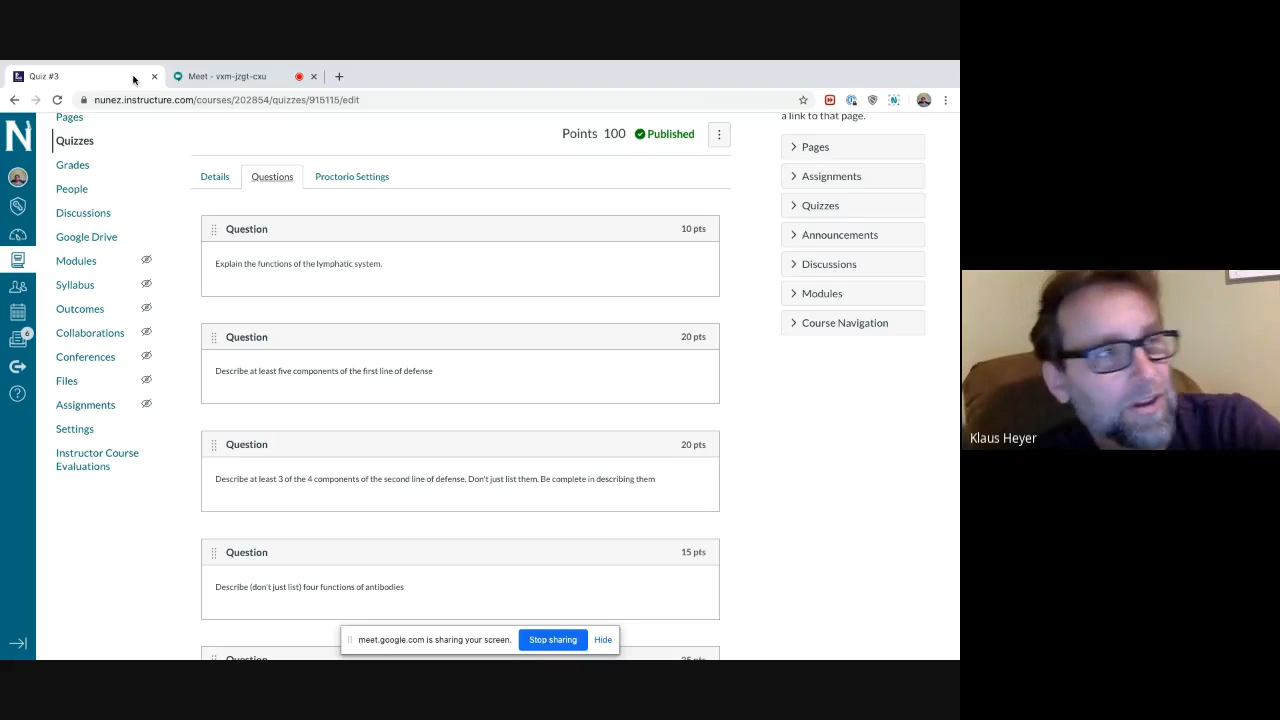 Quiz #3
Meet - vxm-jzgt-cxu
nunez.instructure.com/courses/202854/quizzes/915115/edit
N
6
Pages
Quizzes
Grades
People
Discussions
Google Drive
Modules
Syllabus
Outcomes
Collaborations
Conferences
Files
Assignments
Settings
Instructor Course
Evaluations
Points 100 Published
Details Questions Proctorio Settings
Question 10 pts
Explain the functions of the lymphatic system.
Question 20 pts
Describe at least five components of the first line of defense
Question 20 pts
Describe at least 3 of the 4 components of the second line of defense. Don't just list them. Be complete in describing them
Question 15 pts
Describe (don't just list) four functions of antibodies
Question 25 pts
meet.google.com is sharing your screen. Stop sharing Hide
a link to that page.
Pages
Assignments
Quizzes
Announcements
Discussions
Modules
Course Navigation
Klaus Heyer